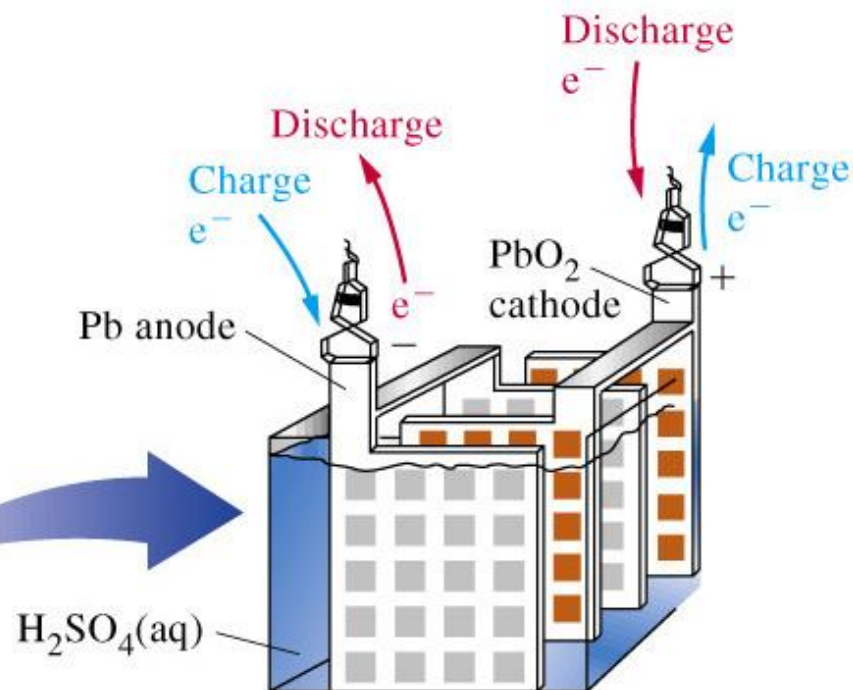 Discharge
e⁻
Discharge
Charge
e⁻
Charge
e⁻
e⁻
PbO₂
cathode
+
Pb anode
−
H₂SO₄(aq)